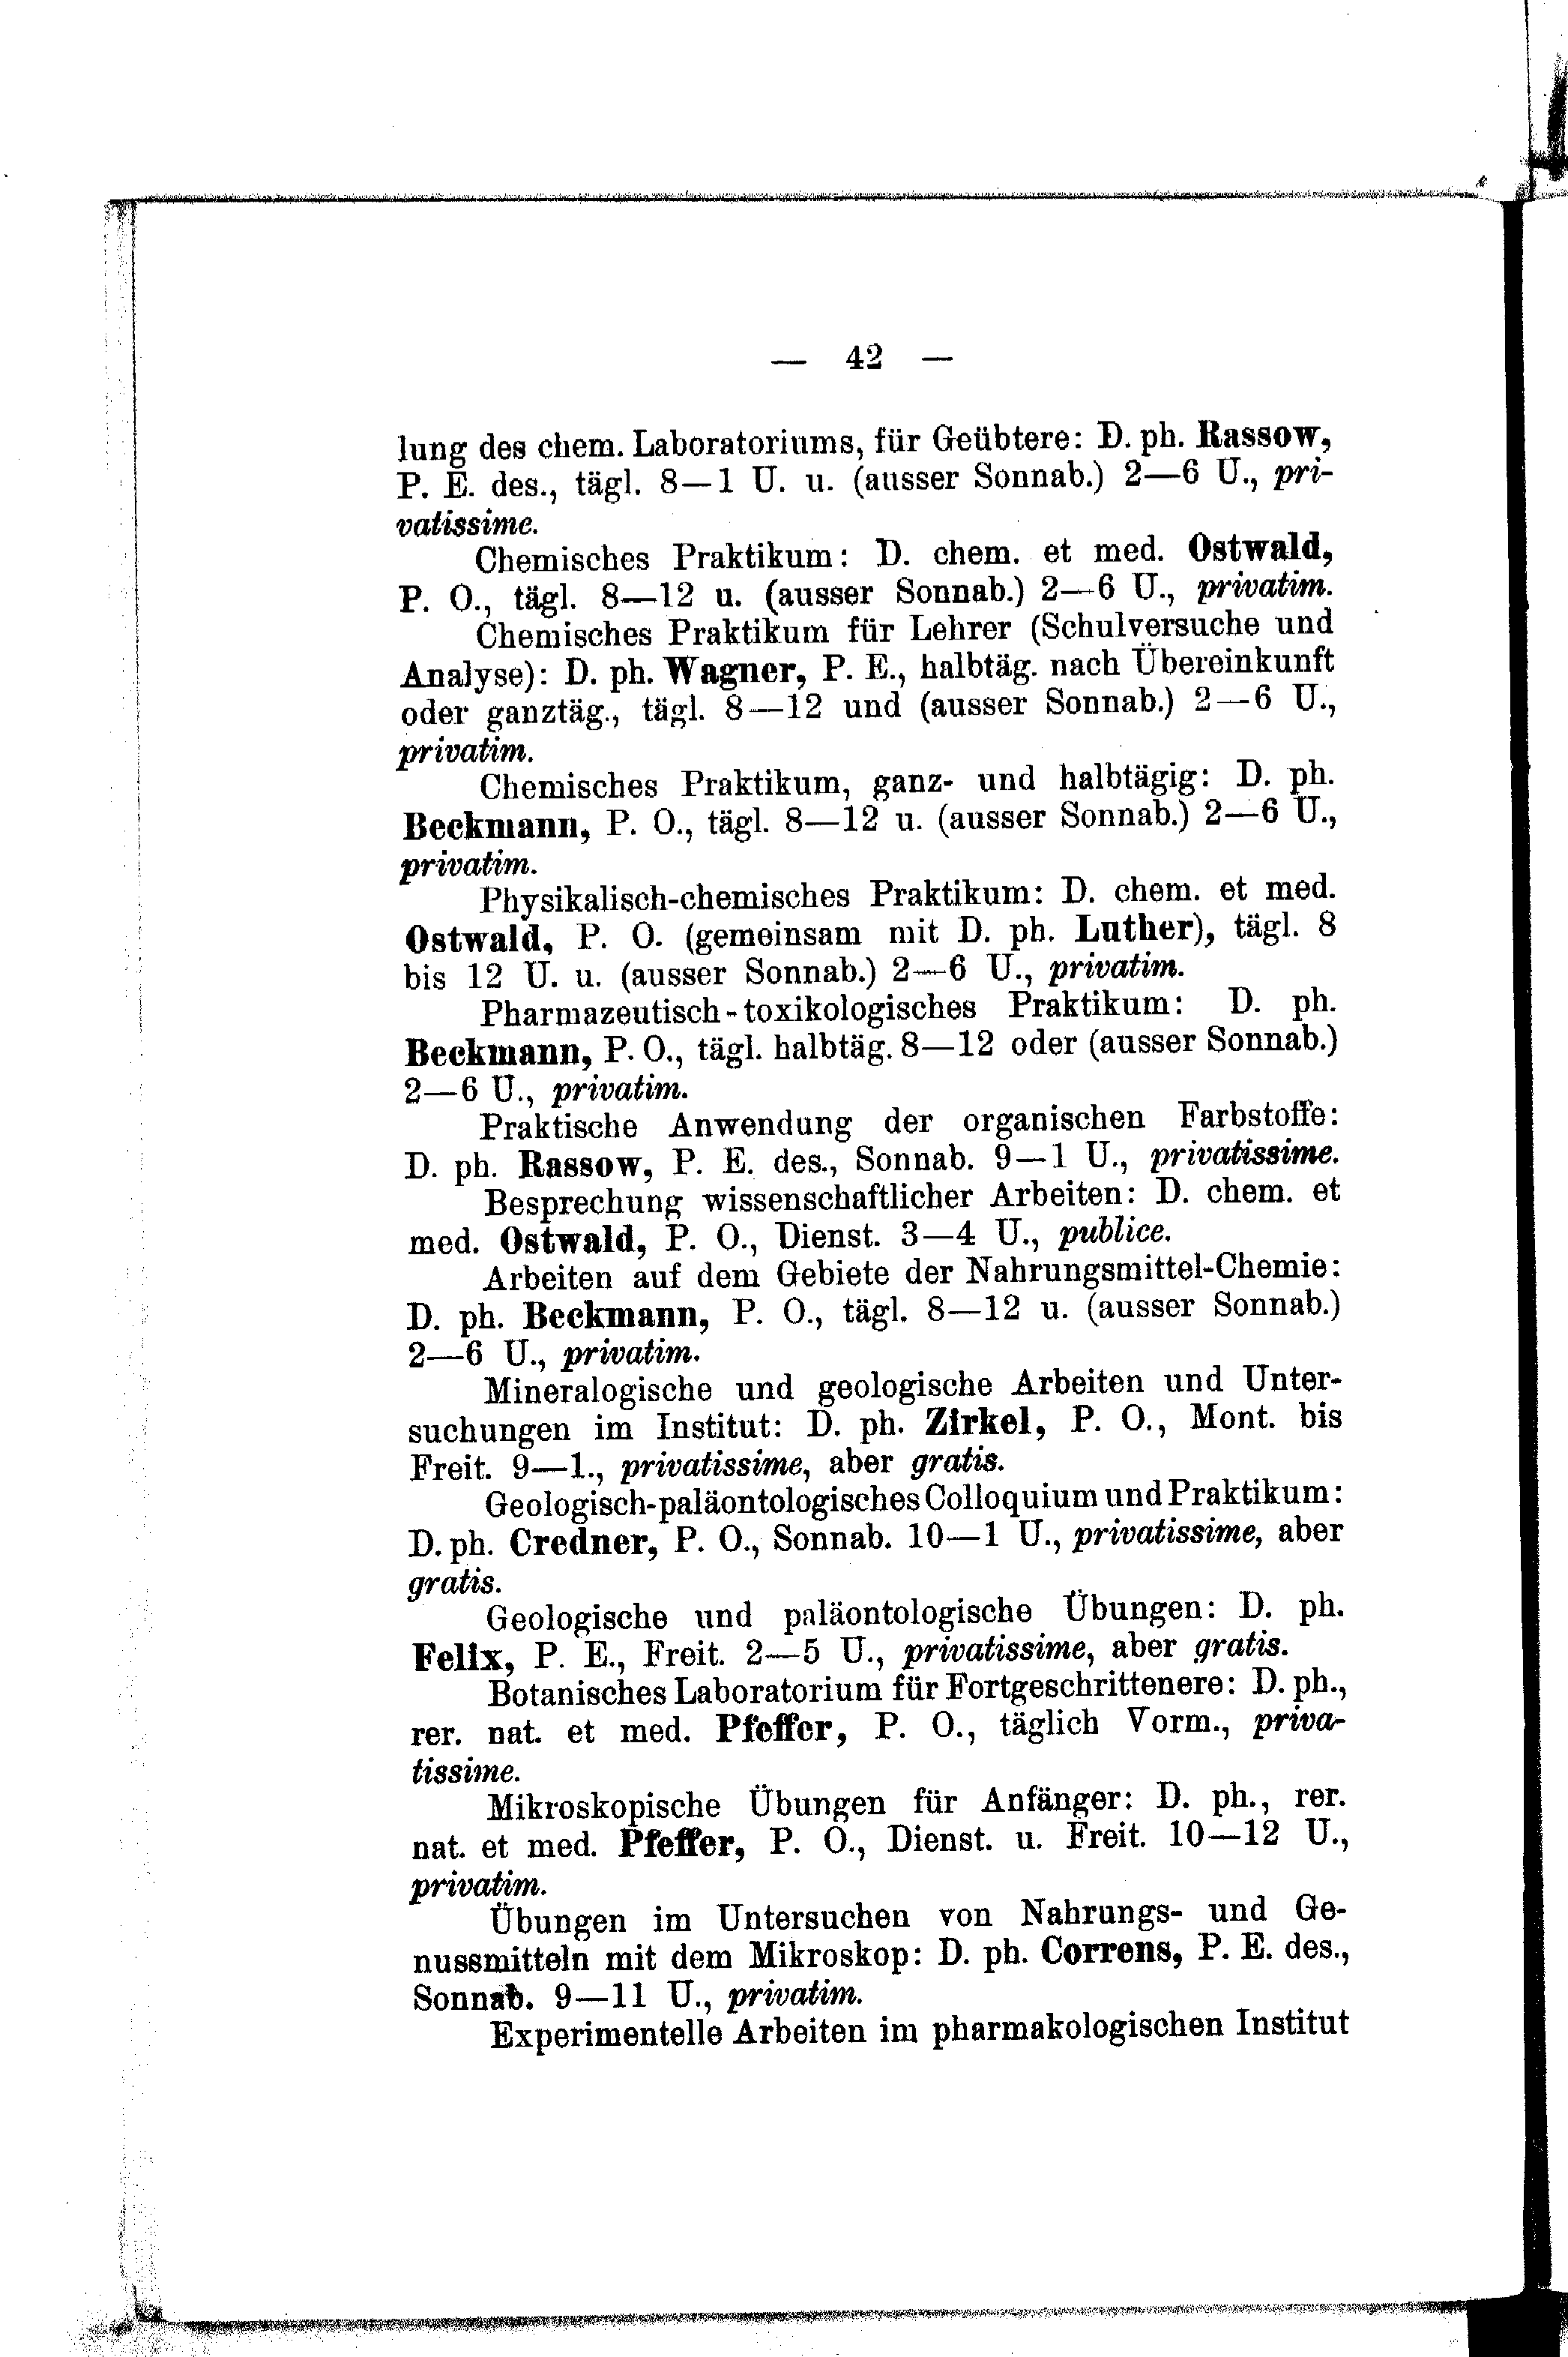 — 42 —
lung des chem. Laboratoriums, für Geübtere: D. ph. Rassow,
P. E. des., tägl. 8—1 U. u. (ausser Sonnab.) 2—6 U., pri-
vatissime.
Chemisches Praktikum: D. chem. et med. Ostwald,
P. O., tägl. 8—12 u. (ausser Sonnab.) 2—6 U., privatim.
Chemisches Praktikum für Lehrer (Schulversuche und
Analyse): D. ph. Wagner, P. E., halbtäg. nach Übereinkunft
oder ganztäg., tägl. 8—12 und (ausser Sonnab.) 2—6 U.,
privatim.
Chemisches Praktikum, ganz- und halbtägig: D. ph.
Beckmann, P. O., tägl. 8—12 u. (ausser Sonnab.) 2—6 U.,
privatim.
Physikalisch-chemisches Praktikum: D. chem. et med.
Ostwald, P. O. (gemeinsam mit D. ph. Luther), tägl. 8
bis 12 U. u. (ausser Sonnab.) 2—6 U., privatim.
Pharmazeutisch-toxikologisches Praktikum: D. ph.
Beckmann, P. O., tägl. halbtäg. 8—12 oder (ausser Sonnab.)
2—6 U., privatim.
Praktische Anwendung der organischen Farbstoffe:
D. ph. Rassow, P. E. des., Sonnab. 9—1 U., privatissime.
Besprechung wissenschaftlicher Arbeiten: D. chem. et
med. Ostwald, P. O., Dienst. 3—4 U., publice.
Arbeiten auf dem Gebiete der Nahrungsmittel-Chemie:
D. ph. Beckmann, P. O., tägl. 8—12 u. (ausser Sonnab.)
2—6 U., privatim.
Mineralogische und geologische Arbeiten und Unter-
suchungen im Institut: D. ph. Zirkel, P. O., Mont. bis
Freit. 9—1., privatissime, aber gratis.
Geologisch-paläontologisches Colloquium und Praktikum:
D. ph. Credner, P. O., Sonnab. 10—1 U., privatissime, aber
gratis.
Geologische und paläontologische Übungen: D. ph.
Felix, P. E., Freit. 2—5 U., privatissime, aber gratis.
Botanisches Laboratorium für Fortgeschrittenere: D. ph.,
rer. nat. et med. Pfeffer, P. O., täglich Vorm., priva-
tissime.
Mikroskopische Übungen für Anfänger: D. ph., rer.
nat. et med. Pfeffer, P. O., Dienst. u. Freit. 10—12 U.,
privatim.
Übungen im Untersuchen von Nahrungs- und Ge-
nussmitteln mit dem Mikroskop: D. ph. Correns, P. E. des.,
Sonnab. 9—11 U., privatim.
Experimentelle Arbeiten im pharmakologischen Institut